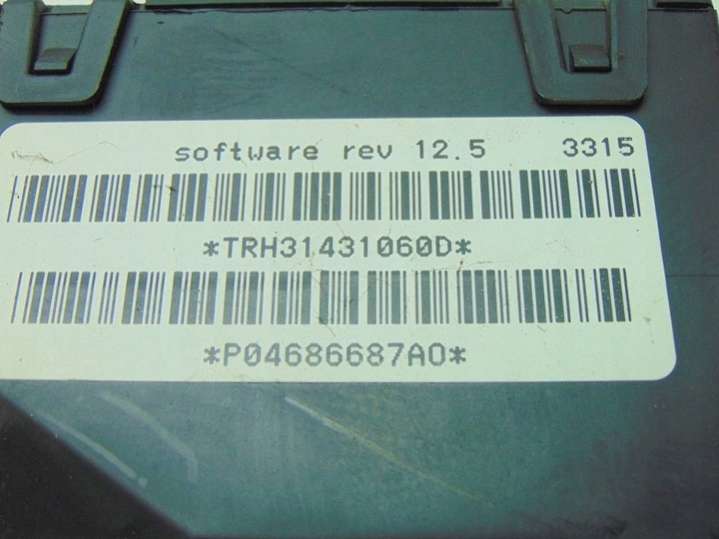 software rev 12.5 3315
*TRH31431060D*
*P04686687AO*